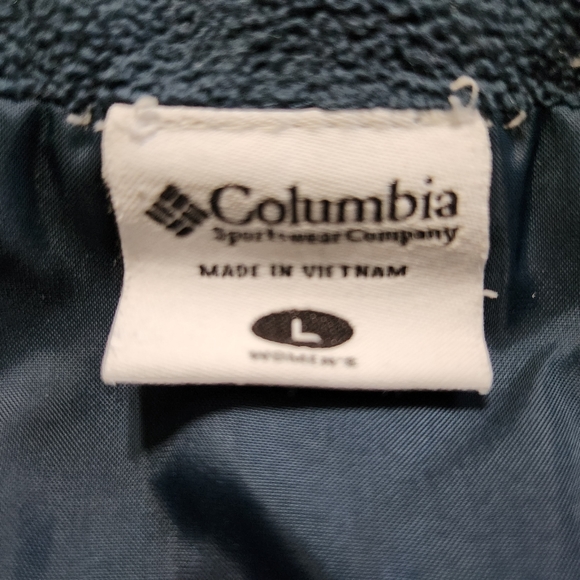 Columbia
Sportswear Company
MADE IN VIETNAM
L
WOMEN'S